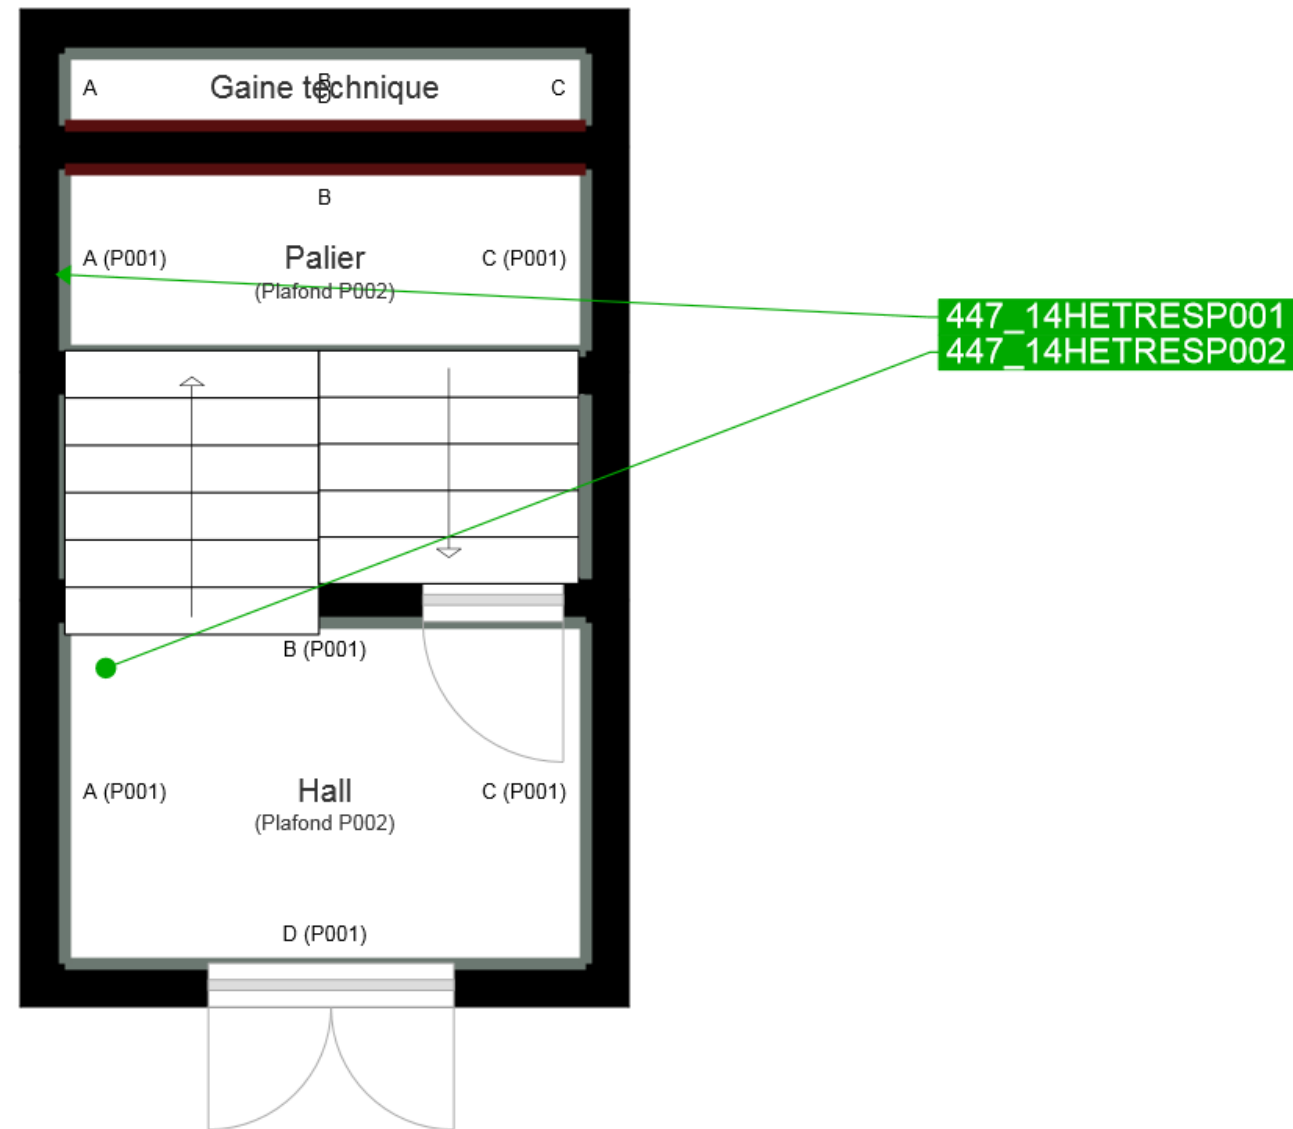 A Gaine technique C
B
D
B
A (P001) Palier C (P001)
(Plafond P002)
447_14HETRESP001
447_14HETRESP002
B (P001)
A (P001) Hall C (P001)
(Plafond P002)
D (P001)